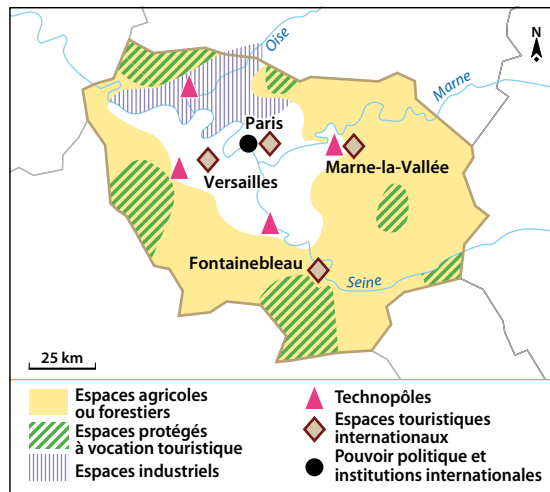 Oise
N
Marne
Paris
Versailles
Marne-la-Vallée
Fontainebleau
Seine
25 km
Espaces agricoles
ou forestiers
Espaces protégés
à vocation touristique
Espaces industriels
Technopôles
Espaces touristiques
internationaux
Pouvoir politique et
institutions internationales